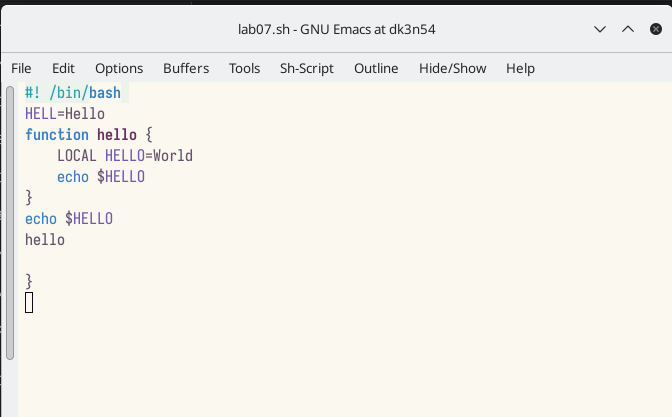 lab07.sh - GNU Emacs at dk3n54
File Edit Options Buffers Tools Sh-Script Outline Hide/Show Help
#! /bin/bash
HELL=Hello
function hello {
    LOCAL HELLO=World
    echo $HELLO
}
echo $HELLO
hello

}